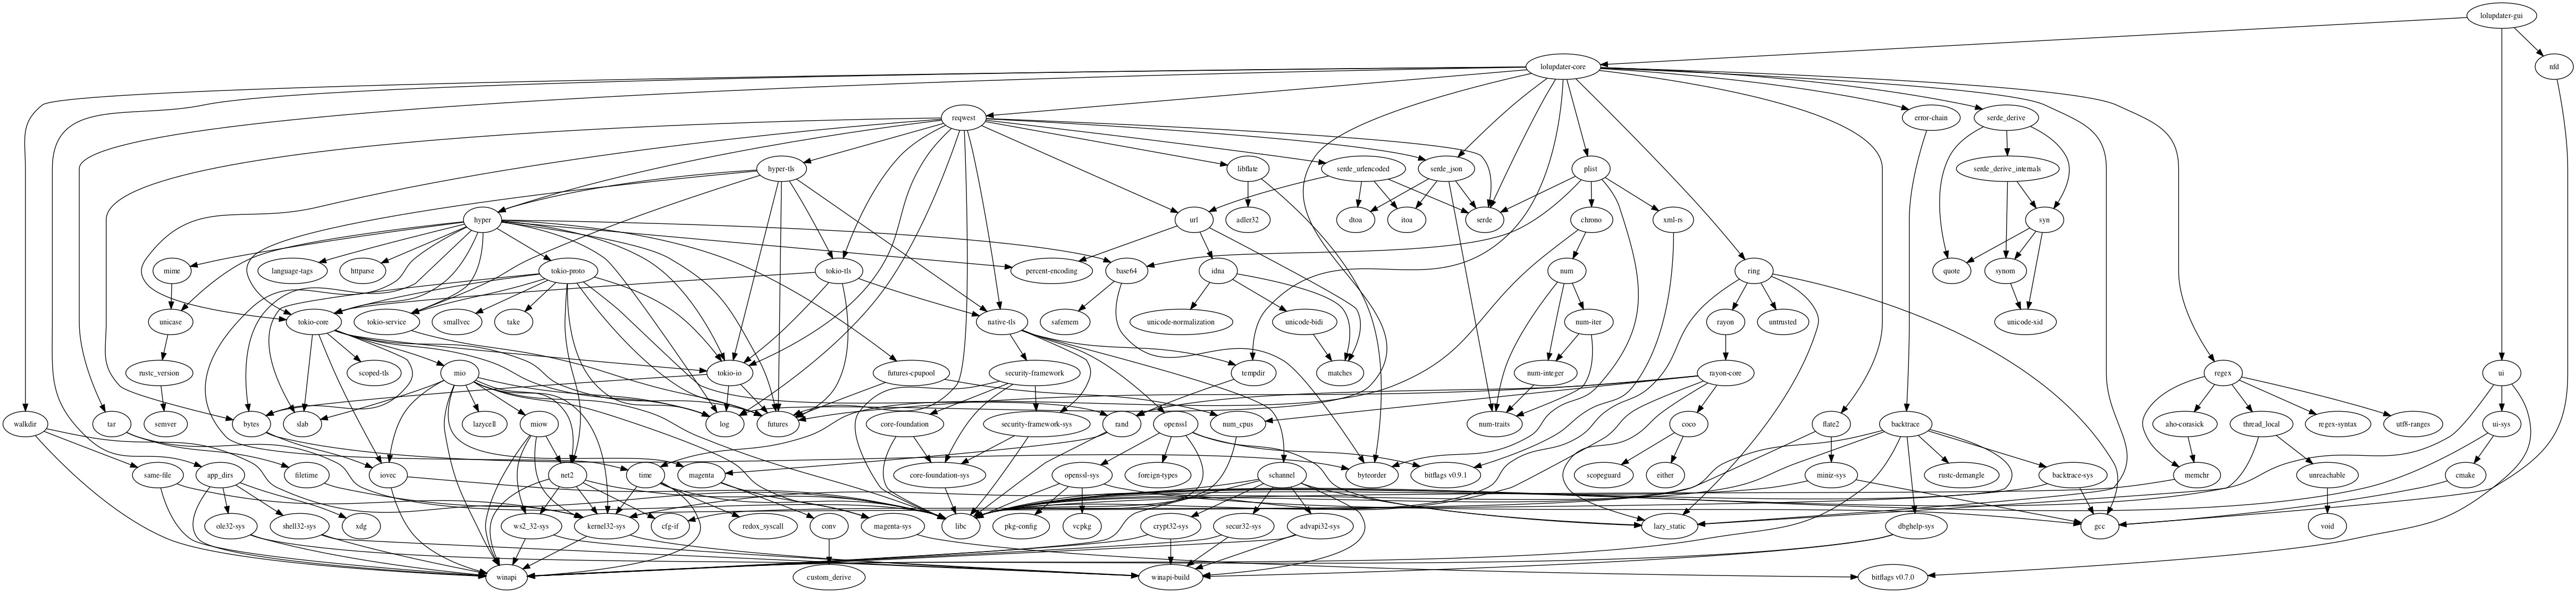 lolupdater-gui
lolupdater-core
nfd
reqwest
error-chain
serde_derive
hyper-tls
libflate
serde_urlencoded
serde_json
plist
serde_derive_internals
hyper
url
adler32
dtoa
itoa
serde
chrono
xml-rs
syn
mime
language-tags
httparse
tokio-proto
tokio-tls
percent-encoding
base64
idna
num
ring
quote
synom
unicase
tokio-core
tokio-service
smallvec
take
native-tls
safemem
unicode-normalization
unicode-bidi
num-iter
rayon
untrusted
unicode-xid
rustc_version
scoped-tls
mio
tokio-io
futures-cpupool
security-framework
tempdir
matches
num-integer
rayon-core
regex
ui
walkdir
tar
semver
bytes
slab
lazycell
miow
log
futures
core-foundation
security-framework-sys
rand
openssl
num_cpus
num-traits
coco
flate2
backtrace
aho-corasick
thread_local
regex-syntax
utf8-ranges
ui-sys
same-file
app_dirs
filetime
iovec
net2
time
magenta
core-foundation-sys
openssl-sys
foreign-types
schannel
byteorder
bitflags v0.9.1
scopeguard
either
miniz-sys
rustc-demangle
backtrace-sys
memchr
unreachable
cmake
ole32-sys
shell32-sys
xdg
ws2_32-sys
kernel32-sys
cfg-if
redox_syscall
conv
magenta-sys
libc
pkg-config
vcpkg
crypt32-sys
secur32-sys
advapi32-sys
lazy_static
dbghelp-sys
gcc
void
winapi
custom_derive
winapi-build
bitflags v0.7.0